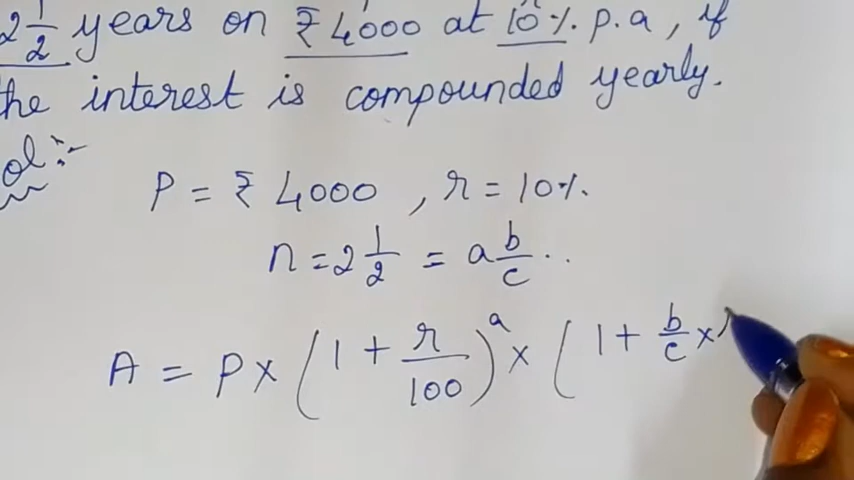 2 1/2 years on ₹ 4000 at 10% p.a, if
the interest is compounded yearly.
ol:-
P = ₹ 4000 , r = 10%.
n = 2 1/2 = a b/c ..
A = P × (1 + r/100)^a × (1 + b/c ×